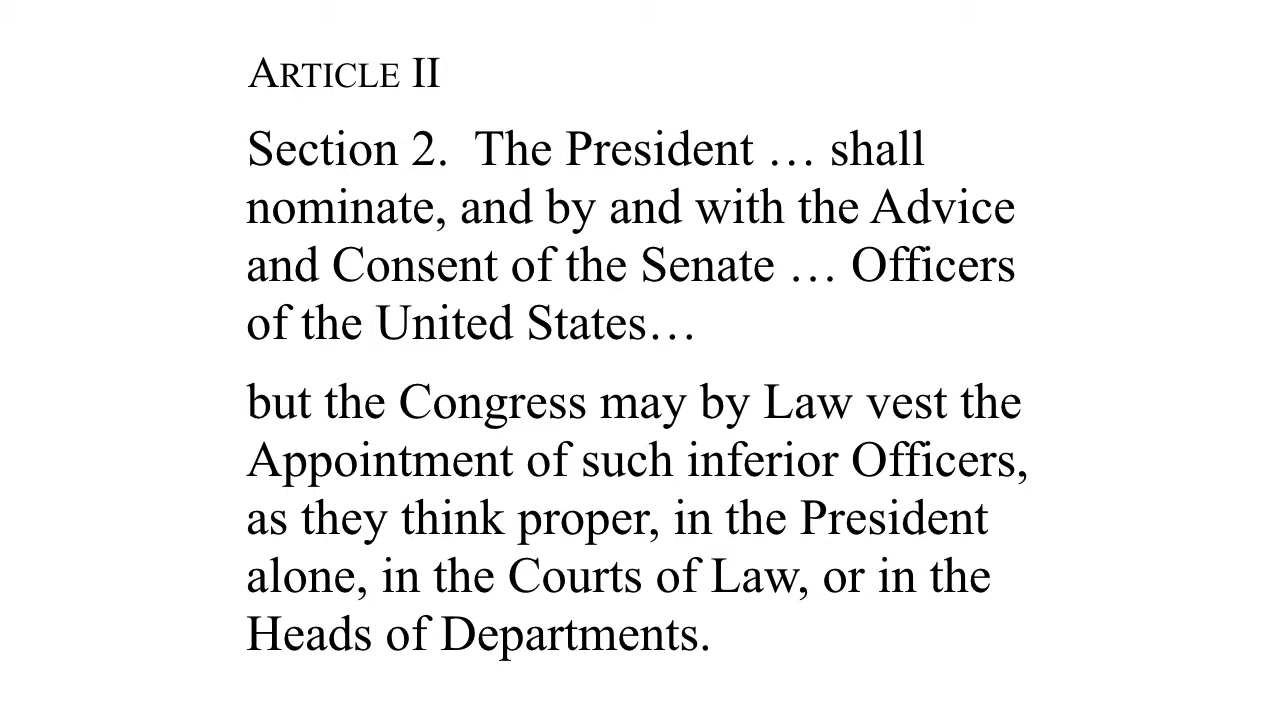 ARTICLE II
Section 2.  The President … shall
nominate, and by and with the Advice
and Consent of the Senate … Officers
of the United States…
but the Congress may by Law vest the
Appointment of such inferior Officers,
as they think proper, in the President
alone, in the Courts of Law, or in the
Heads of Departments.